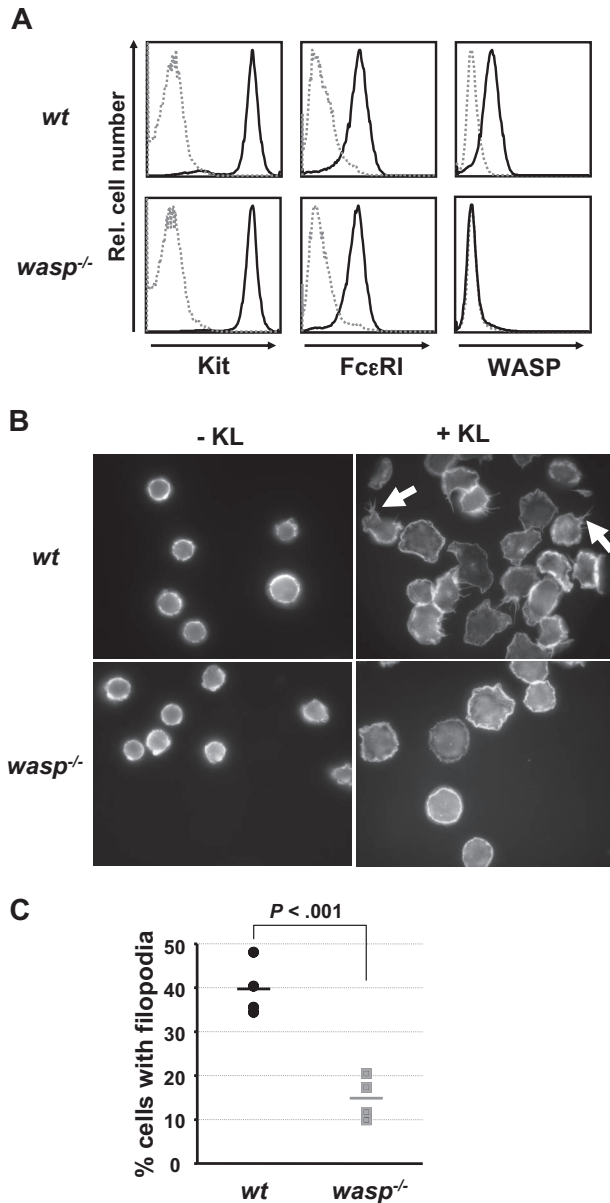 A
wt
wasp-/-
Rel. cell number
Kit
FcεRI
WASP
B
- KL
+ KL
wt
wasp-/-
C
P < .001
% cells with filopodia
50
40
30
20
10
0
wt
wasp-/-